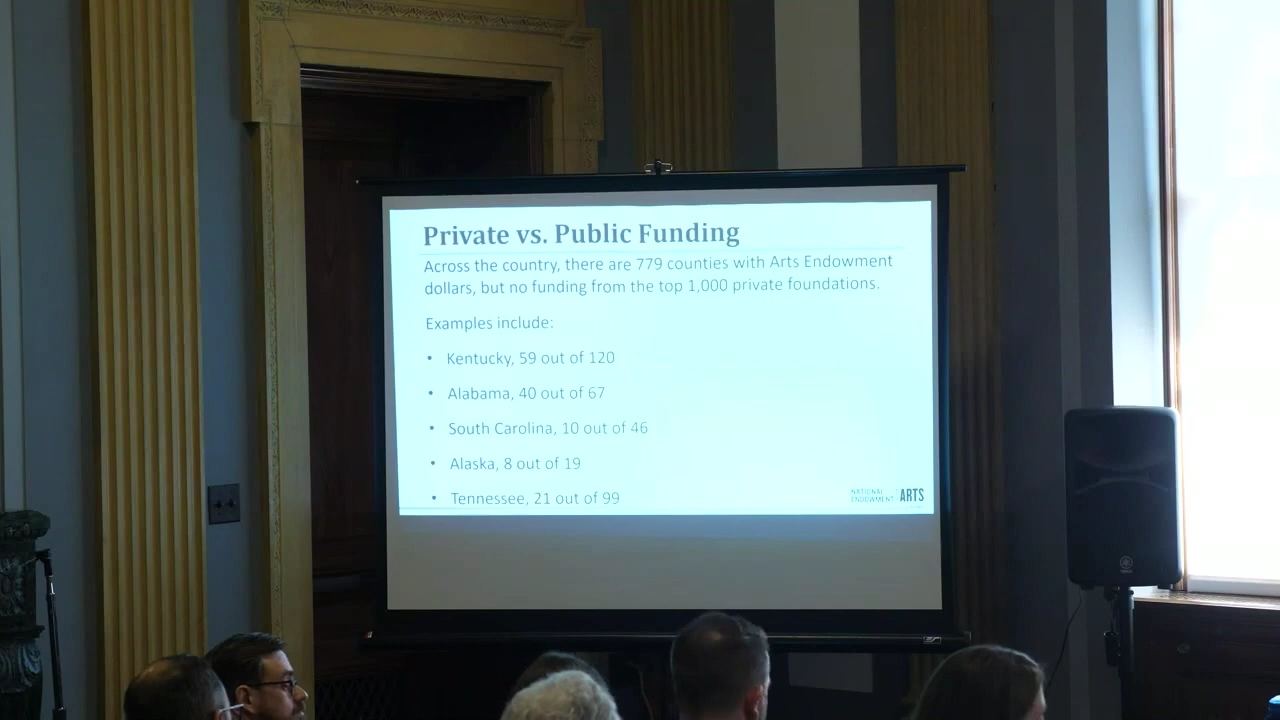 Private vs. Public Funding
Across the country, there are 779 counties with Arts Endowment
dollars, but no funding from the top 1,000 private foundations.
Examples include:
• Kentucky, 59 out of 120
• Alabama, 40 out of 67
• South Carolina, 10 out of 46
• Alaska, 8 out of 19
• Tennessee, 21 out of 99
NATIONAL
ENDOWMENT
ARTS